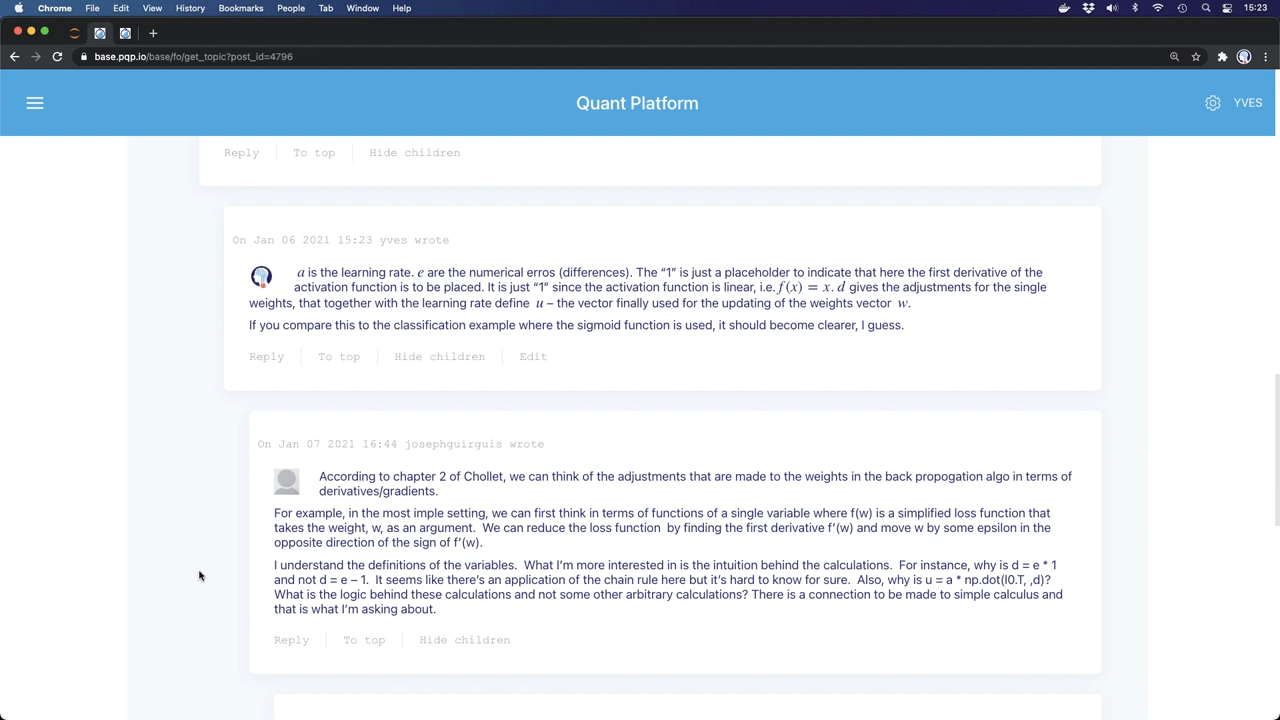 Chrome File Edit View History Bookmarks People Tab Window Help 15:23
base.pqp.io/base/fo/get_topic?post_id=4796
Quant Platform
YVES
Reply To top Hide children
On Jan 06 2021 15:23 yves wrote
a is the learning rate. e are the numerical erros (differences). The “1” is just a placeholder to indicate that here the first derivative of the
activation function is to be placed. It is just “1” since the activation function is linear, i.e. f(x) = x. d gives the adjustments for the single
weights, that together with the learning rate define u – the vector finally used for the updating of the weights vector w.
If you compare this to the classification example where the sigmoid function is used, it should become clearer, I guess.
Reply To top Hide children Edit
On Jan 07 2021 16:44 josephguirguis wrote
According to chapter 2 of Chollet, we can think of the adjustments that are made to the weights in the back propogation algo in terms of
derivatives/gradients.
For example, in the most imple setting, we can first think in terms of functions of a single variable where f(w) is a simplified loss function that
takes the weight, w, as an argument. We can reduce the loss function by finding the first derivative f’(w) and move w by some epsilon in the
opposite direction of the sign of f’(w).
I understand the definitions of the variables. What I’m more interested in is the intuition behind the calculations. For instance, why is d = e * 1
and not d = e – 1. It seems like there’s an application of the chain rule here but it’s hard to know for sure. Also, why is u = a * np.dot(l0.T, ,d)?
What is the logic behind these calculations and not some other arbitrary calculations? There is a connection to be made to simple calculus and
that is what I’m asking about.
Reply To top Hide children